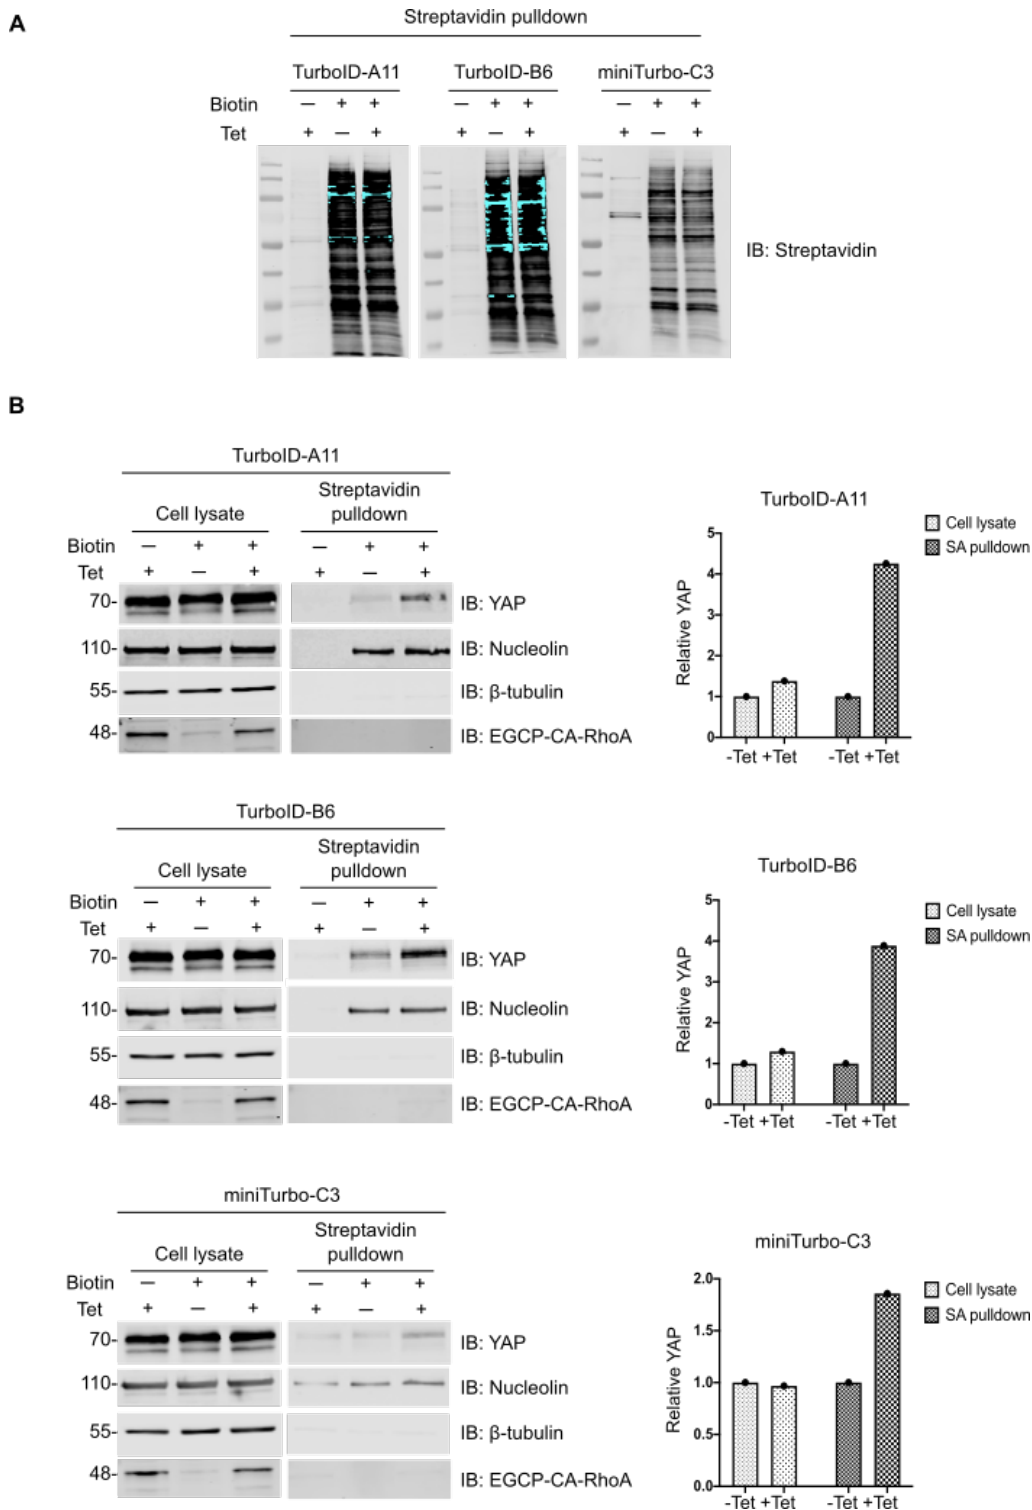 A
Streptavidin pulldown
TurboID-A11 TurboID-B6 miniTurbo-C3
Biotin — + + — + + — + +
Tet + — + + — + + — +
IB: Streptavidin
B
TurboID-A11
Cell lysate
Streptavidin
pulldown
Biotin — + + — + +
Tet + — + + — +
70- IB: YAP
110- IB: Nucleolin
55- IB: β-tubulin
48- IB: EGCP-CA-RhoA
TurboID-A11
Relative YAP
5
4
2
1
0
-Tet +Tet -Tet +Tet
Cell lysate
SA pulldown
TurboID-B6
Cell lysate
Streptavidin
pulldown
Biotin — + + — + +
Tet + — + + — +
70- IB: YAP
110- IB: Nucleolin
55- IB: β-tubulin
48- IB: EGCP-CA-RhoA
TurboID-B6
Relative YAP
5
4
2
1
0
-Tet +Tet -Tet +Tet
Cell lysate
SA pulldown
miniTurbo-C3
Cell lysate
Streptavidin
pulldown
Biotin — + + — + +
Tet + — + + — +
70- IB: YAP
110- IB: Nucleolin
55- IB: β-tubulin
48- IB: EGCP-CA-RhoA
miniTurbo-C3
Relative YAP
2.0
1.5
1.0
0.5
0.0
-Tet +Tet -Tet +Tet
Cell lysate
SA pulldown